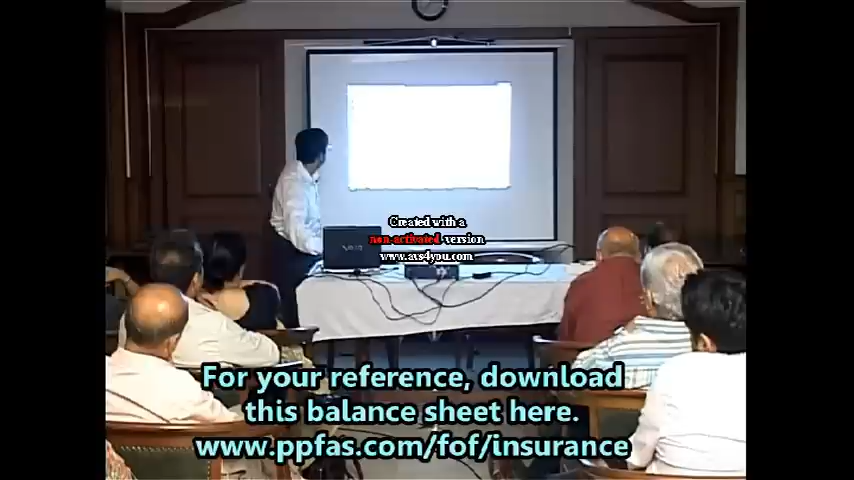 Created with a
non-activated version
www.avs4you.com
For your reference, download
this balance sheet here.
www.ppfas.com/fof/insurance